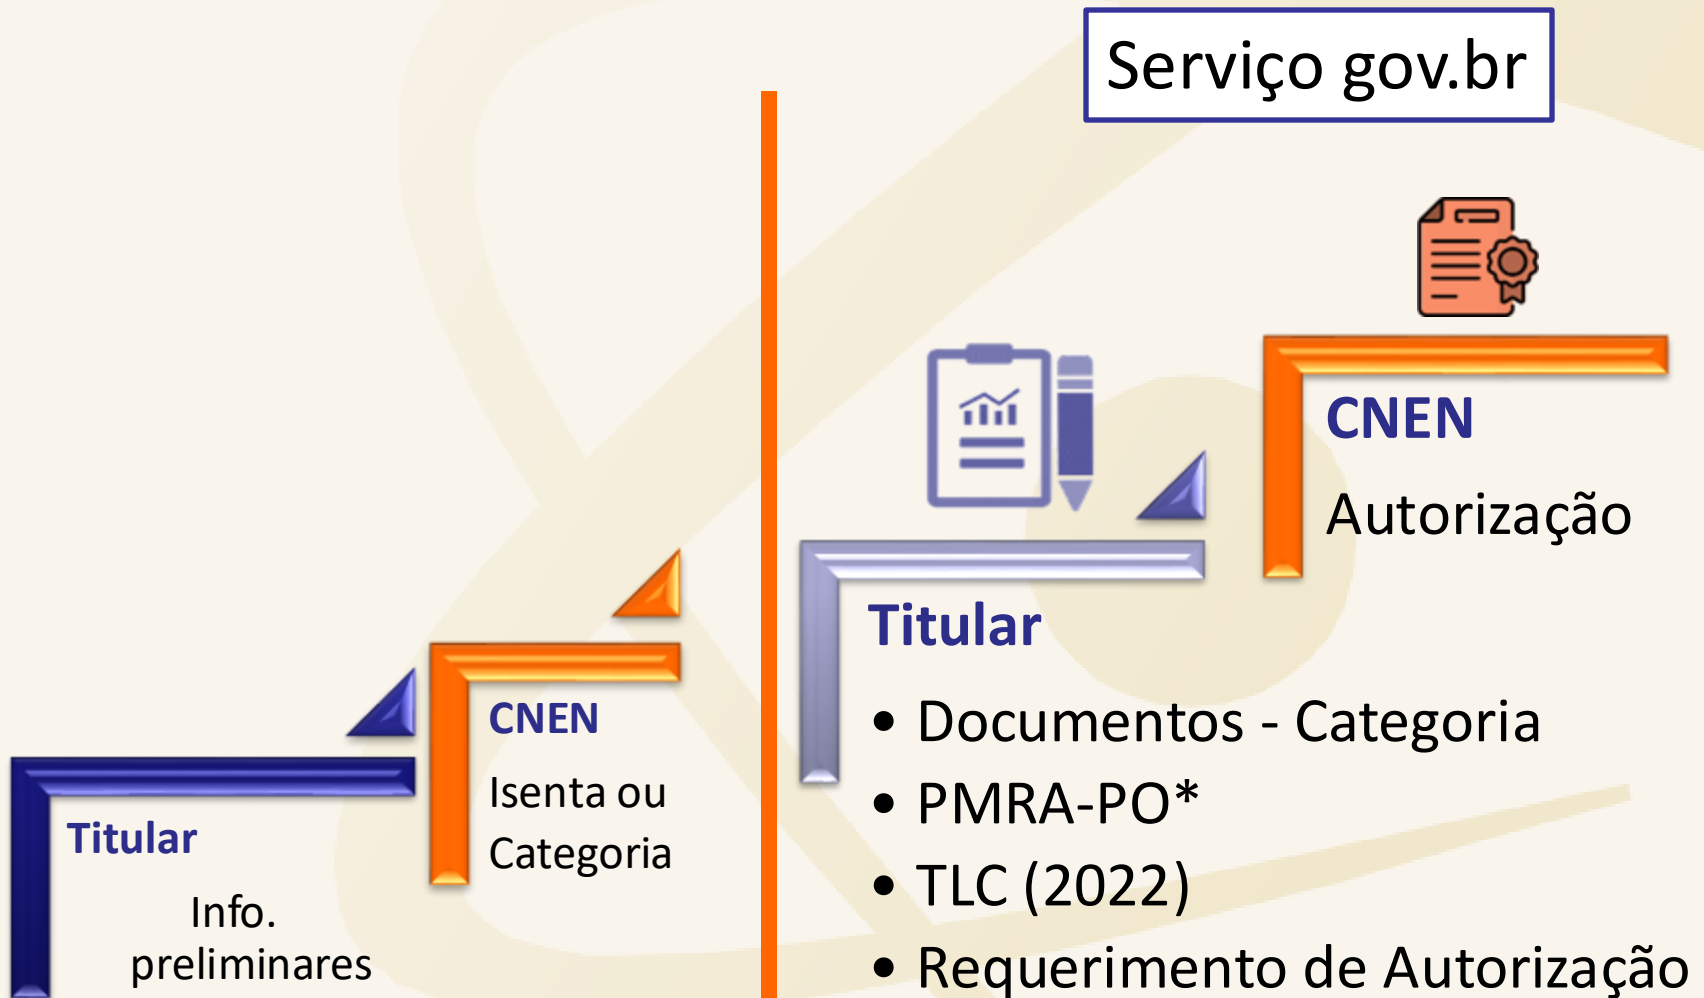 Serviço gov.br
Titular
Info.
preliminares
CNEN
Isenta ou
Categoria
Titular
• Documentos - Categoria
• PMRA-PO*
• TLC (2022)
• Requerimento de Autorização
CNEN
Autorização